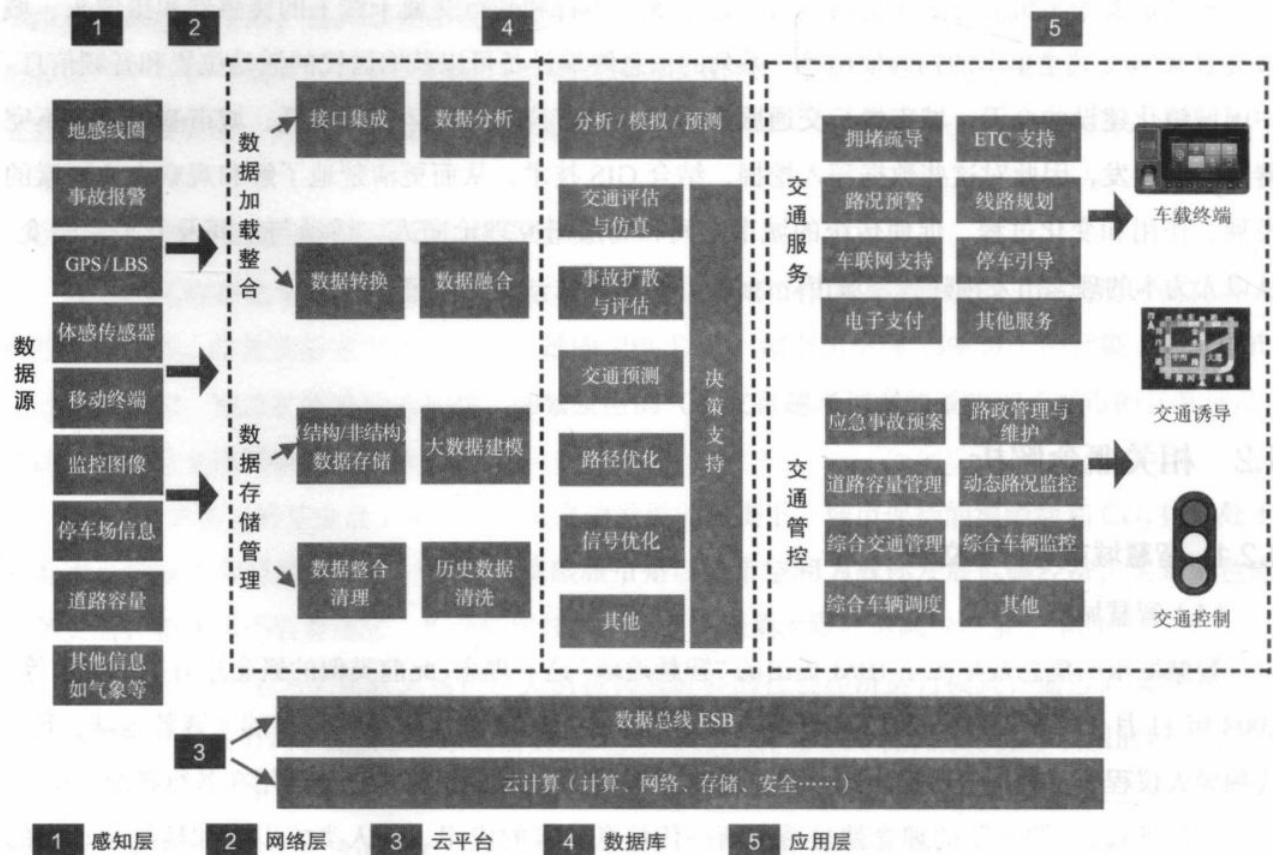 1
2
4
5
数据源
地感线圈
事故报警
GPS/LBS
体感传感器
移动终端
监控图像
停车场信息
道路容量
其他信息
如气象等
数据加载整合
接口集成
数据分析
数据转换
数据融合
数据存储管理
(结构/非结构)
数据存储
大数据建模
数据整合
清理
历史数据
清洗
分析/模拟/预测
交通评估
与仿真
事故扩散
与评估
交通预测
路径优化
信号优化
其他
决策支持
交通服务
拥堵疏导
ETC 支持
路况预警
线路规划
车联网支持
停车引导
电子支付
其他服务
交通管控
应急事故预案
路政管理与
维护
道路容量管理
动态路况监控
综合交通管理
综合车辆监控
综合车辆调度
其他
车载终端
交通诱导
交通控制
3
数据总线 ESB
云计算(计算、网络、存储、安全……)
1 感知层
2 网络层
3 云平台
4 数据库
5 应用层